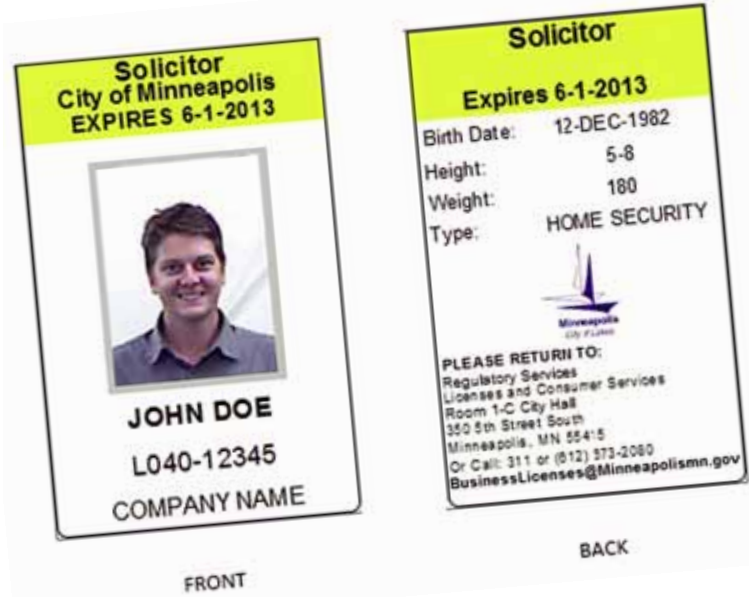 Solicitor
City of Minneapolis
EXPIRES 6-1-2013
JOHN DOE
L040-12345
COMPANY NAME
FRONT
Solicitor
Expires 6-1-2013
Birth Date: 12-DEC-1982
Height: 5-8
Weight: 180
Type: HOME SECURITY
Minneapolis
City of Lakes
PLEASE RETURN TO:
Regulatory Services
Licenses and Consumer Services
Room 1-C City Hall
350 5th Street South
Minneapolis, MN 55415
Or Call: 311 or (612) 673-2080
BusinessLicenses@Minneapolismn.gov
BACK